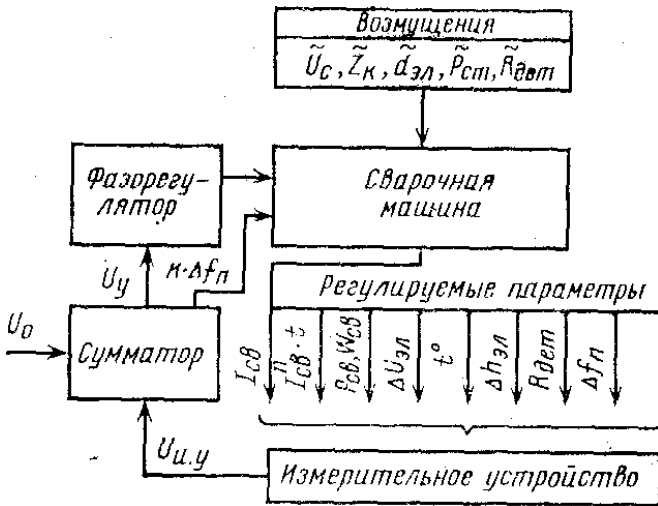 Возмущения
Ũс, Z̃к, d̃эл, P̃ст, R̃дет
Фазорегу-
лятор
Сварочная
машина
Uу
к·Δfп
Регулируемые параметры
U₀
Сумматор
Iсв
Iⁿсв·t
Pсв, Wсв
ΔUэл
t°
Δhэл
Rдет
Δfп
Uи.у
Измерительное устройство